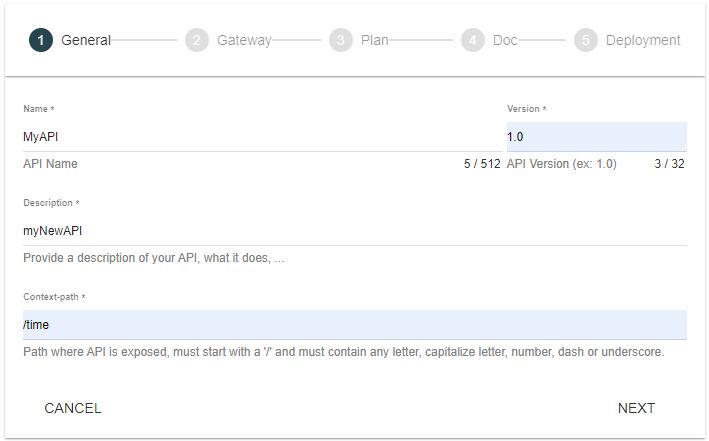 1 General 2 Gateway 3 Plan 4 Doc 5 Deployment
Name * Version *
MyAPI 1.0
API Name 5 / 512 API Version (ex: 1.0) 3 / 32
Description *
myNewAPI
Provide a description of your API, what it does, ...
Context-path *
/time
Path where API is exposed, must start with a '/' and must contain any letter, capitalize letter, number, dash or underscore.
CANCEL NEXT